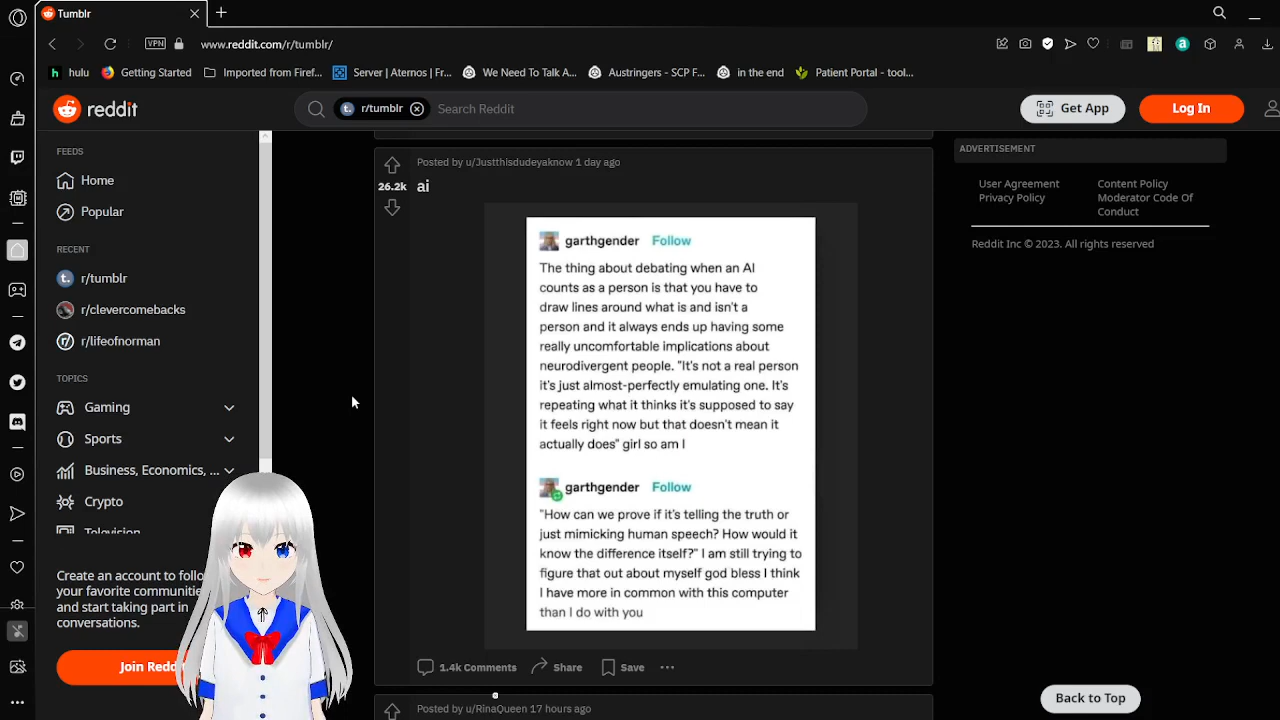 Tumblr
VPN
www.reddit.com/r/tumblr/
hulu
Getting Started
Imported from Firef...
Server | Aternos | Fr...
We Need To Talk A...
Austringers - SCP F...
in the end
Patient Portal - tool...
reddit
r/tumblr
Search Reddit
Get App
Log In
FEEDS
Home
Popular
RECENT
r/tumblr
r/clevercomebacks
r/lifeofnorman
TOPICS
Gaming
Sports
Business, Economics, ...
Crypto
Television
Create an account to follo
your favorite communitie
and start taking part in
conversations.
Join Reddi
Posted by u/Justthisdudeyaknow 1 day ago
26.2k
ai
garthgender Follow
The thing about debating when an AI
counts as a person is that you have to
draw lines around what is and isn't a
person and it always ends up having some
really uncomfortable implications about
neurodivergent people. "It's not a real person
it's just almost-perfectly emulating one. It's
repeating what it thinks it's supposed to say
it feels right now but that doesn't mean it
actually does" girl so am I
garthgender Follow
"How can we prove if it's telling the truth or
just mimicking human speech? How would it
know the difference itself?" I am still trying to
figure that out about myself god bless I think
I have more in common with this computer
than I do with you
1.4k Comments
Share
Save
Posted by u/RinaQueen 17 hours ago
ADVERTISEMENT
User Agreement
Privacy Policy
Content Policy
Moderator Code Of
Conduct
Reddit Inc © 2023. All rights reserved
Back to Top